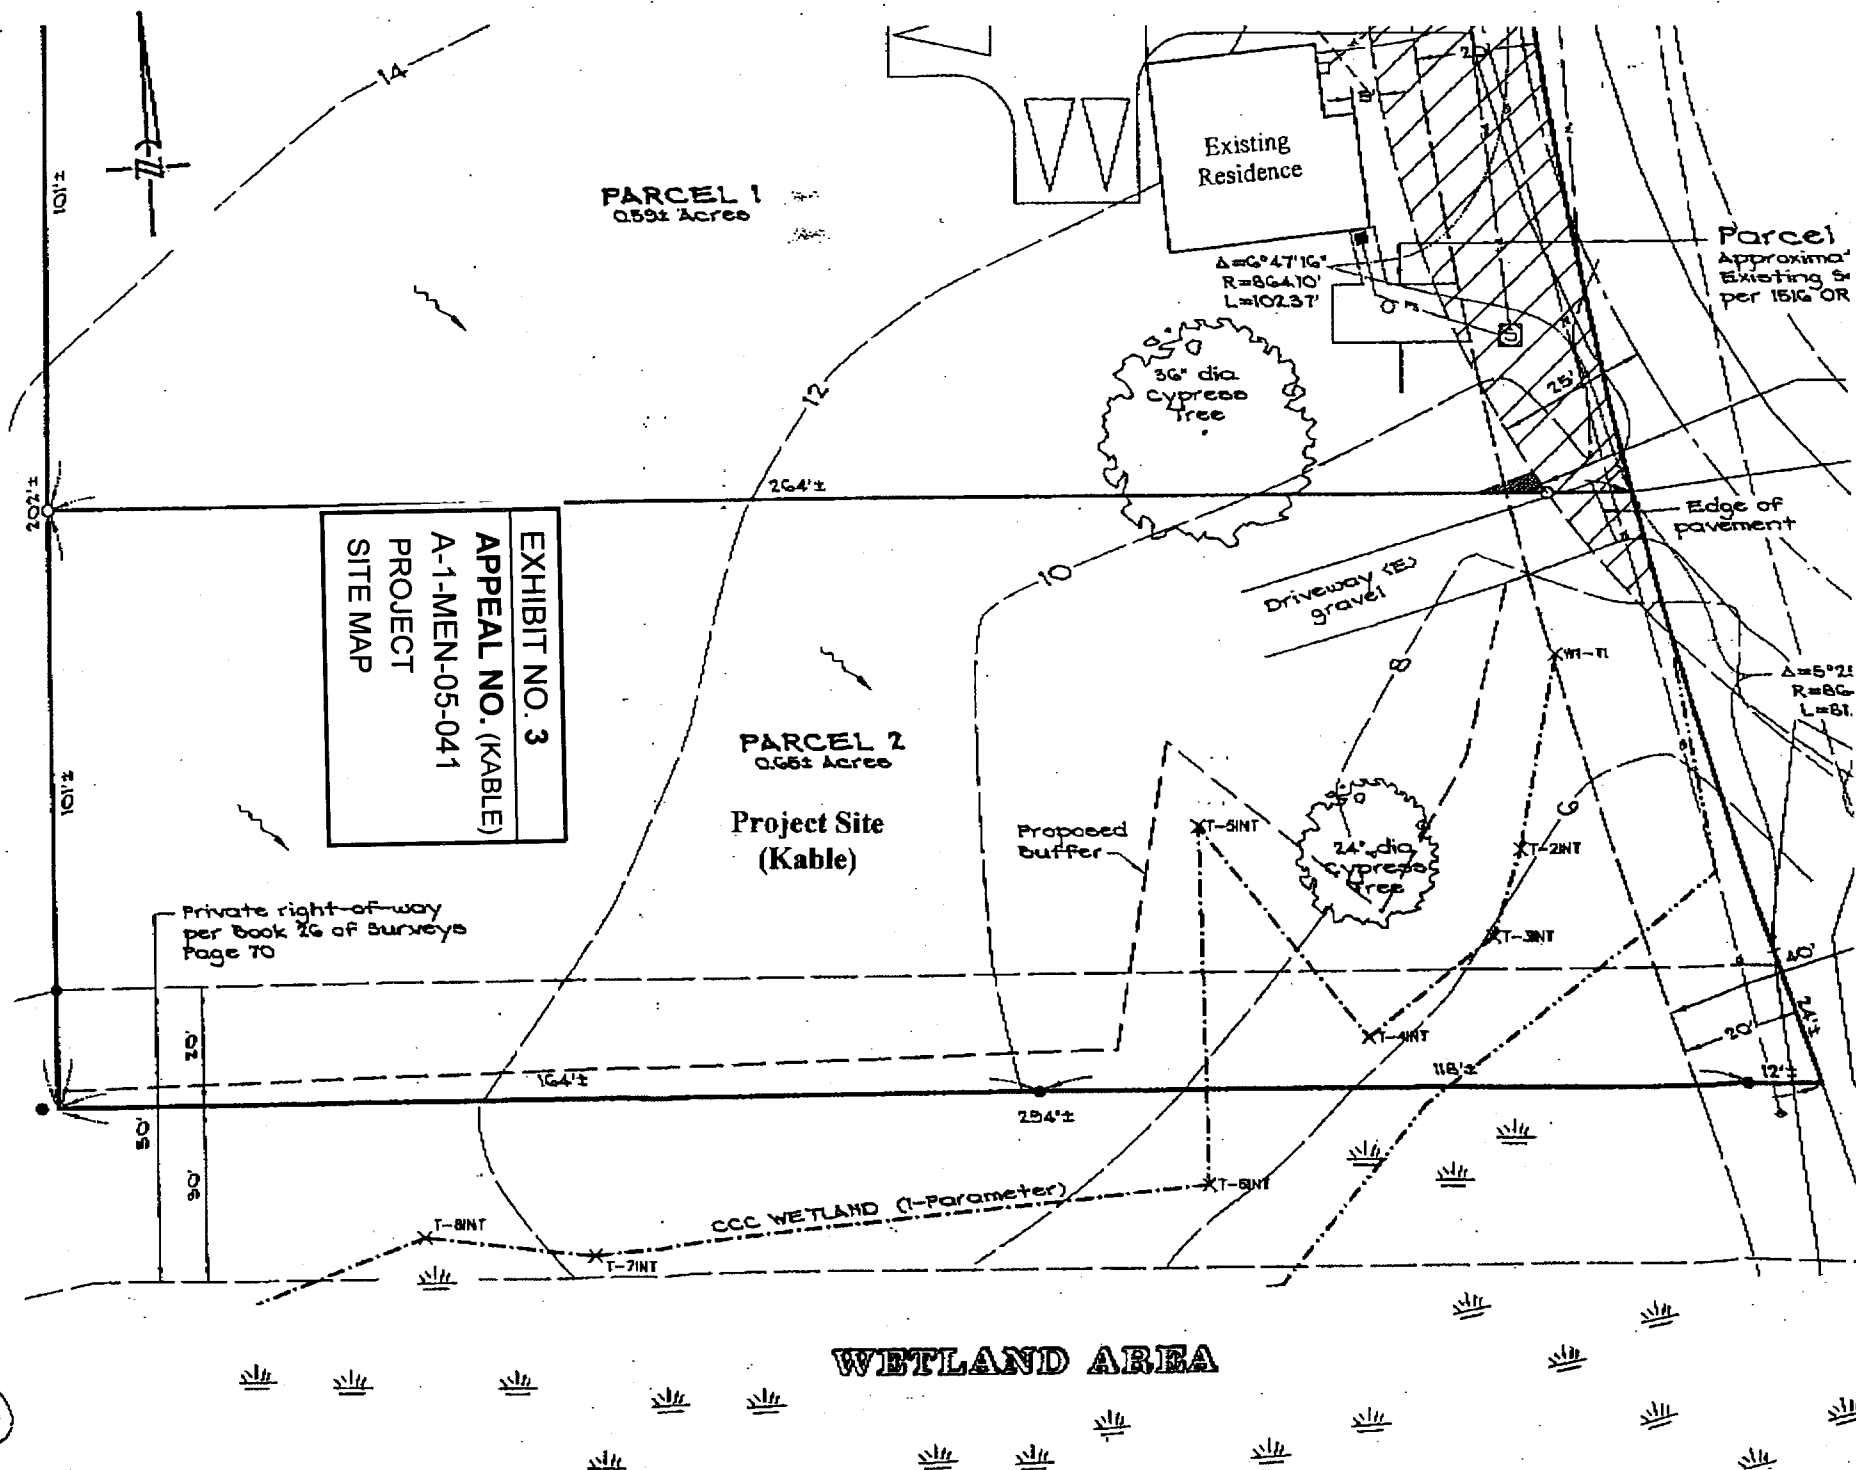 14
101'±
PARCEL 1
0.59± Acres
Existing
Residence
Parcel
Existing
per 1516 OR
Δ=6°47'16"
R=864.10'
L=102.37'
36" dia
Cypress
Tree
12
25'
202'±
264'±
Edge of
pavement
10
Driveway (E)
gravel
8
EXHIBIT NO. 3
APPEAL NO. (KABLE)
A-1-MEN-05-041
PROJECT
SITE MAP
PARCEL 2
0.65± Acres
Project Site
(Kable)
101'±
Proposed
Buffer
T-5INT
24" dia
Cypress
Tree
T-2INT
T-3INT
T-4INT
Private right-of-way
per Book 26 of Surveys
Page 70
40'
20'
24'±
20'
164'±
118'±
12'±
294'±
50'
T-6INT
CCC WETLAND (1-Parameter)
T-8INT
T-7INT
WETLAND AREA